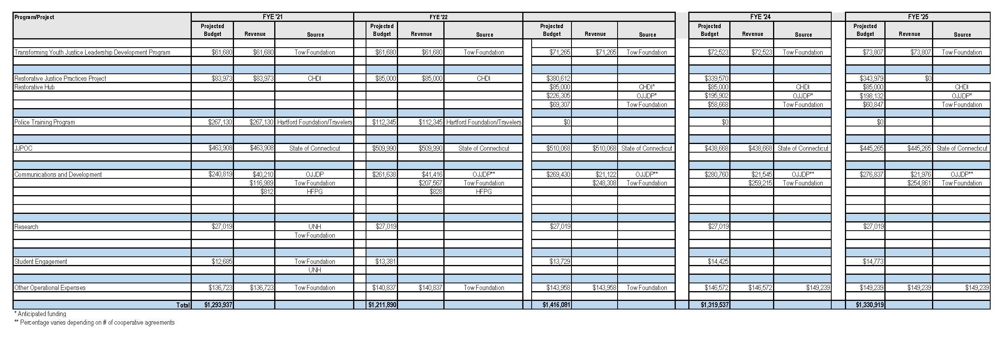 Program/Project FYE '21 FYE '22 FYE '24 FYE '25
Projected Budget Revenue Source Projected Budget Revenue Source Projected Budget Revenue Source Projected Budget Revenue Source Projected Budget Revenue Source
Transforming Youth Justice Leadership Development Program $61,680 $61,680 Tow Foundation $61,680 $61,680 Tow Foundation $71,265 $71,265 Tow Foundation $72,523 $72,523 Tow Foundation $73,807 $73,807 Tow Foundation
Restorative Justice Practices Project $83,973 $83,973 CHDI $85,000 $85,000 CHDI $380,612 $339,570 $343,979 $0
Restorative Hub $85,000 CHDI* $85,000 CHDI $85,000 CHDI
$226,305 OJJDP* $195,902 OJJDP* $198,132 OJJDP*
$69,307 Tow Foundation $58,668 Tow Foundation $60,847 Tow Foundation
Police Training Program $267,130 $267,130 Hartford Foundation/Travelers $112,345 $112,345 Hartford Foundation/Travelers $0 $0 $0
JJPOC $463,908 $463,908 State of Connecticut $509,990 $509,990 State of Connecticut $510,068 $510,068 State of Connecticut $438,668 $438,668 State of Connecticut $445,265 $445,265 State of Connecticut
Communications and Development $240,819 $40,210 OJJDP $261,638 $41,416 OJJDP** $269,430 $21,122 OJJDP** $280,760 $21,545 OJJDP** $276,837 $21,976 OJJDP**
$116,989 Tow Foundation $207,567 Tow Foundation $248,308 Tow Foundation $259,215 Tow Foundation $254,861 Tow Foundation
$812 HFPG $828 HFPG
Research $27,019 UNH $27,019 $27,019 $27,019 $27,019
Tow Foundation
Student Engagement $12,685 Tow Foundation $13,381 $13,729 $14,425 $14,773
UNH
Other Operational Expenses $136,723 $136,723 Tow Foundation $140,837 $140,837 Tow Foundation $143,958 $143,958 Tow Foundation $146,572 $146,572 $149,239 $149,239 $149,239 $149,239
Total $1,293,937 $1,211,890 $1,416,081 $1,319,537 $1,330,919
* Anticipated funding
** Percentage varies depending on # of cooperative agreements